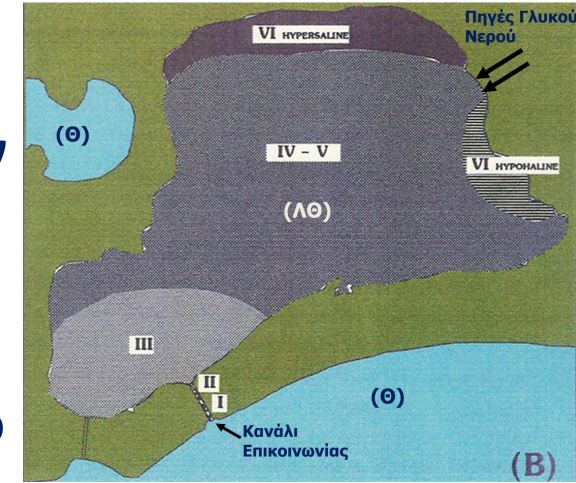 Πηγές Γλυκού
Νερού
VI HYPERSALINE
(Θ)
IV – V
VI HYPOHALINE
(ΛΘ)
III
II
I
(Θ)
Κανάλι
Επικοινωνίας
(B)